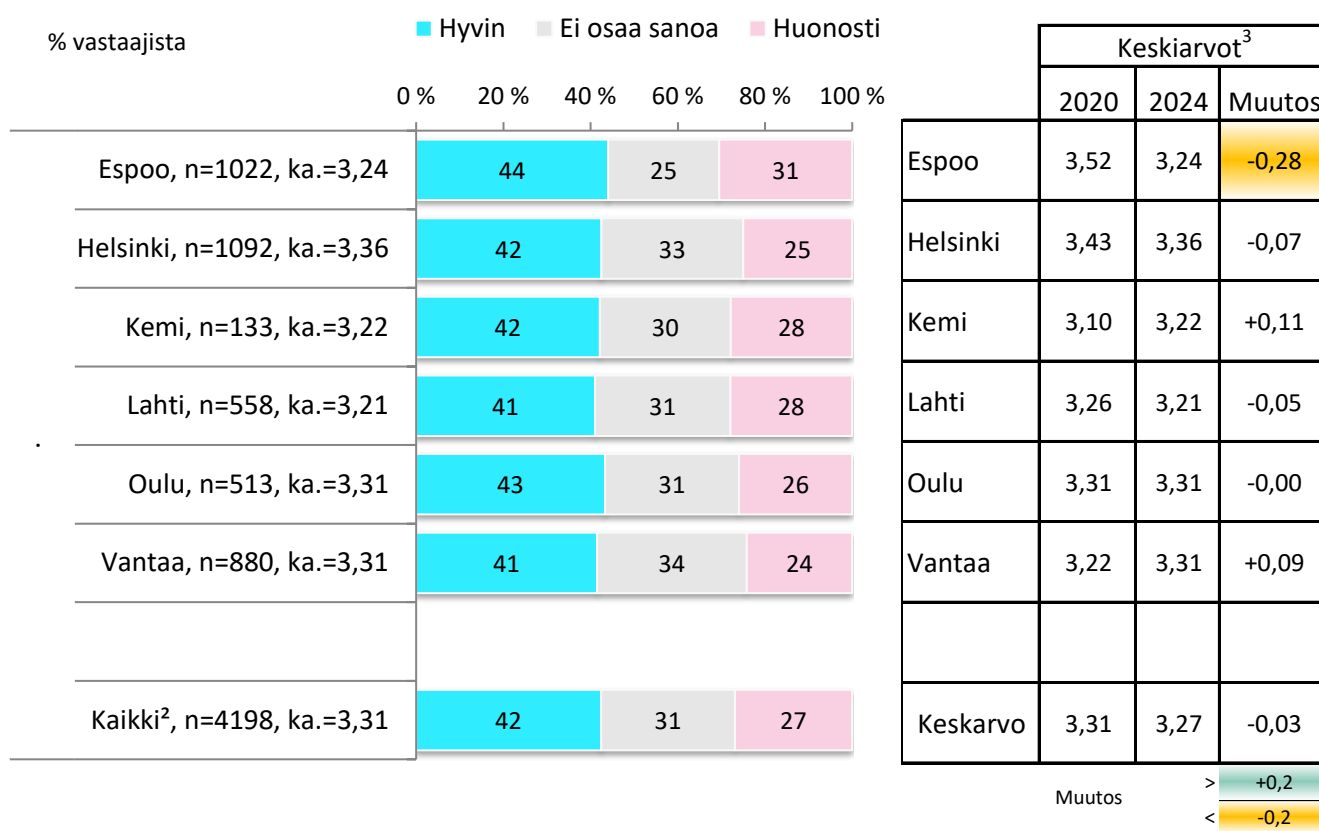 % vastaajista
Hyvin Ei osaa sanoa Huonosti
0 % 20 % 40 % 60 % 80 % 100 %
Espoo, n=1022, ka.=3,24 44 25 31
Helsinki, n=1092, ka.=3,36 42 33 25
Kemi, n=133, ka.=3,22 42 30 28
Lahti, n=558, ka.=3,21 41 31 28
.
Oulu, n=513, ka.=3,31 43 31 26
Vantaa, n=880, ka.=3,31 41 34 24
Kaikki², n=4198, ka.=3,31 42 31 27
Keskiarvot³
2020 2024 Muutos
Espoo 3,52 3,24 -0,28
Helsinki 3,43 3,36 -0,07
Kemi 3,10 3,22 +0,11
Lahti 3,26 3,21 -0,05
Oulu 3,31 3,31 -0,00
Vantaa 3,22 3,31 +0,09
Keskarvo 3,31 3,27 -0,03
Muutos
> +0,2
< -0,2